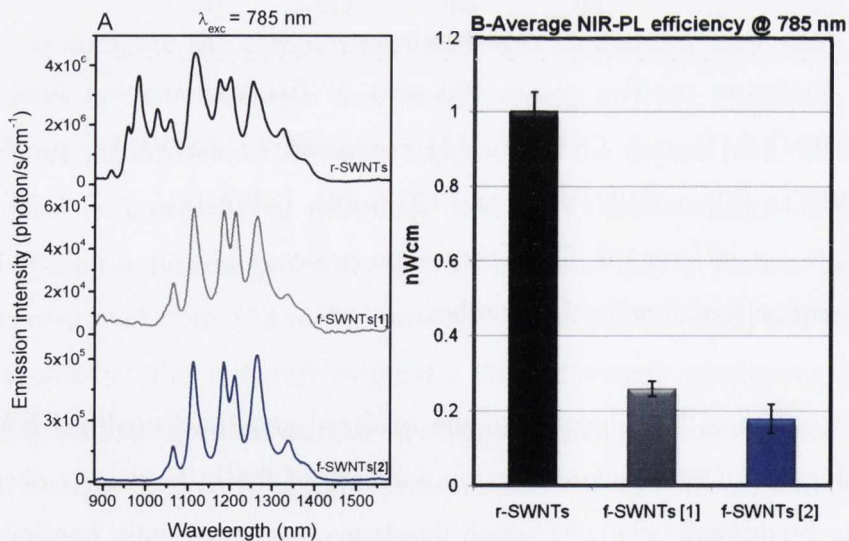 A
λexc = 785 nm
Emission intensity (photon/s/cm⁻¹)
4x10⁶
2x10⁶
0
r-SWNTs
6x10⁴
4x10⁴
2x10⁴
0
f-SWNTs[1]
5x10⁵
3x10⁵
0
f-SWNTs[2]
900 1000 1100 1200 1300 1400 1500
Wavelength (nm)
B-Average NIR-PL efficiency @ 785 nm
nWcm
1.2
1
0.8
0.6
0.4
0.2
0
r-SWNTs f-SWNTs [1] f-SWNTs [2]